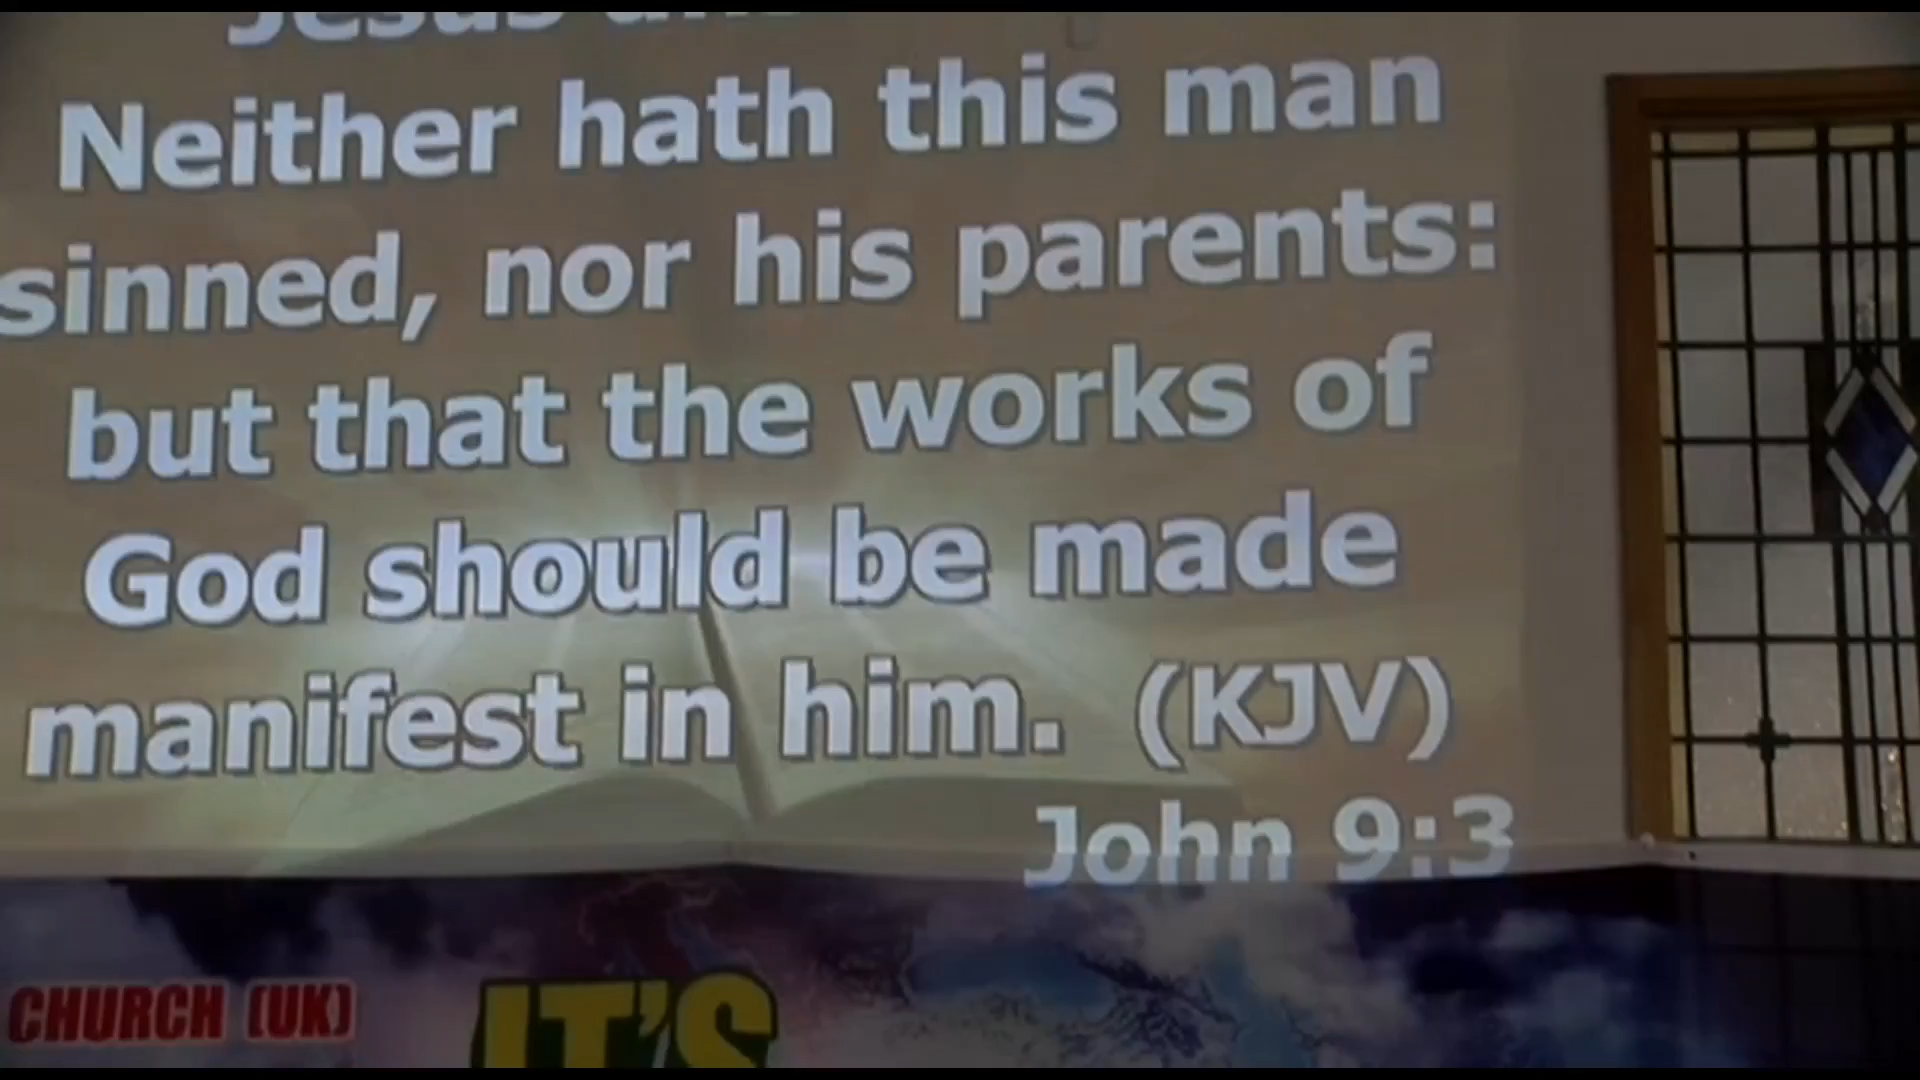 Jesus
Neither hath this man
sinned, nor his parents:
but that the works of
God should be made
manifest in him. (KJV)
John 9:3
CHURCH (UK)
IT'S